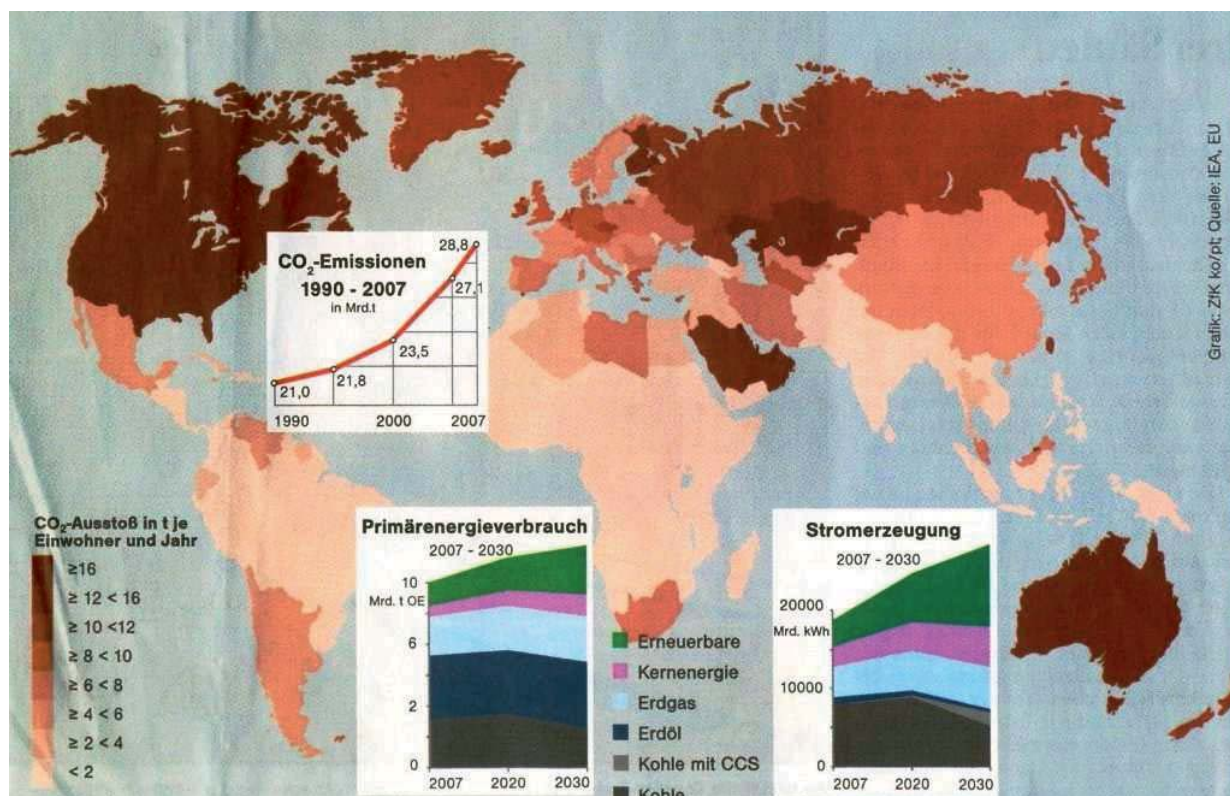 CO₂-Emissionen
1990 - 2007
in Mrd.t
28,8
27,1
23,5
21,8
21,0
1990
2000
2007
Grafik: ZfK ko/pt; Quelle: IEA, EU
CO₂-Ausstoß in t je
Einwohner und Jahr
≥16
≥ 12 < 16
≥ 10 <12
≥ 8 < 10
≥ 6 < 8
≥ 4 < 6
≥ 2 < 4
< 2
Primärenergieverbrauch
2007 - 2030
10
Mrd. t OE
6
2
0
2007
2020
2030
Erneuerbare
Kernenergie
Erdgas
Erdöl
Kohle mit CCS
Kohle
Stromerzeugung
2007 - 2030
20000
Mrd. kWh
10000
0
2007
2020
2030